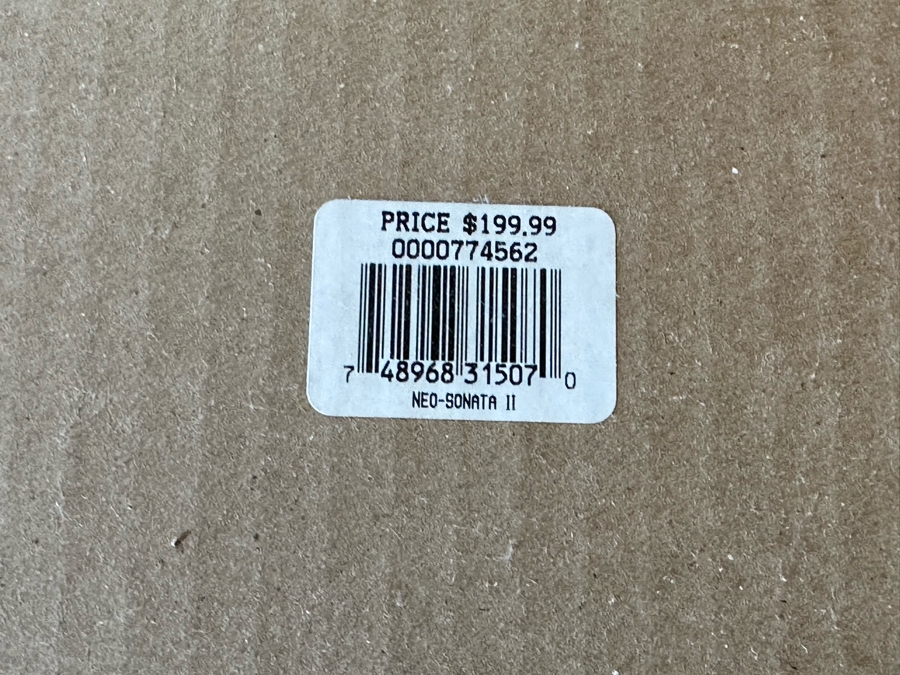 PRICE $199.99
0000774562
7 48968 31507 0
NEO-SONATA II